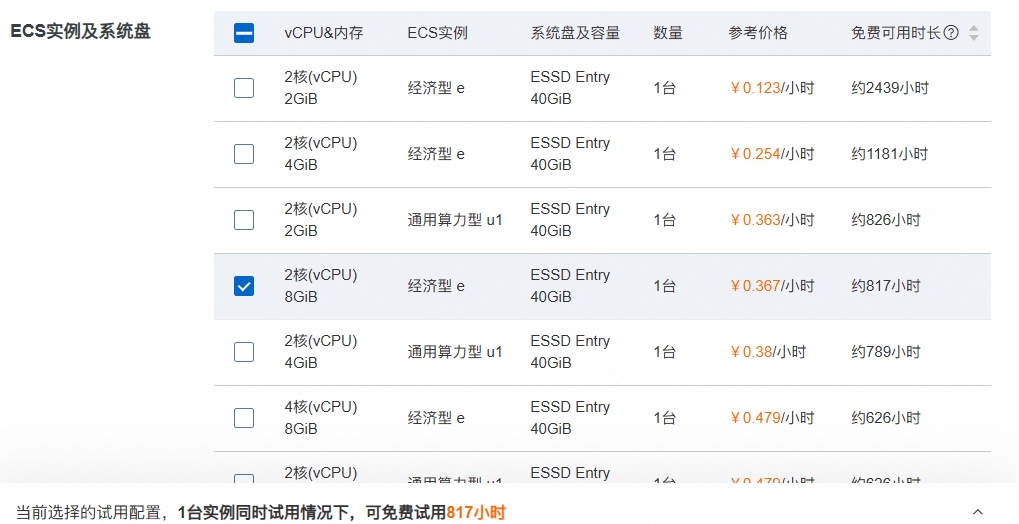 ECS实例及系统盘
vCPU&内存 ECS实例 系统盘及容量 数量 参考价格 免费可用时长
2核(vCPU) 2GiB 经济型 e ESSD Entry 40GiB 1台 ￥0.123/小时 约2439小时
2核(vCPU) 4GiB 经济型 e ESSD Entry 40GiB 1台 ￥0.254/小时 约1181小时
2核(vCPU) 2GiB 通用算力型 u1 ESSD Entry 40GiB 1台 ￥0.363/小时 约826小时
2核(vCPU) 8GiB 经济型 e ESSD Entry 40GiB 1台 ￥0.367/小时 约817小时
2核(vCPU) 4GiB 通用算力型 u1 ESSD Entry 40GiB 1台 ￥0.38/小时 约789小时
4核(vCPU) 8GiB 经济型 e ESSD Entry 40GiB 1台 ￥0.479/小时 约626小时
2核(vCPU) 通用算力型 u1 ESSD Entry 1台 ￥0.479/小时 约626小时
当前选择的试用配置，1台实例同时试用情况下，可免费试用817小时